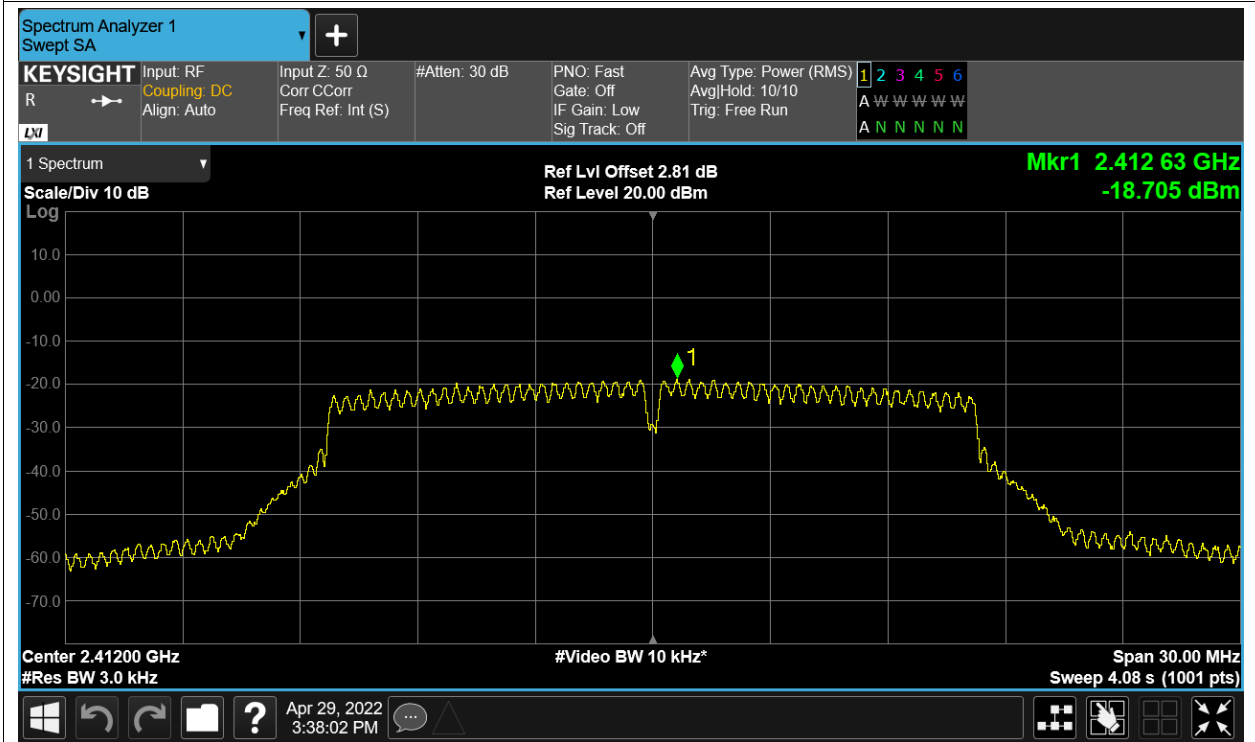 Spectrum Analyzer 1
Swept SA
+
KEYSIGHT
R
LXI
Input: RF
Coupling: DC
Align: Auto
Input Z: 50 Ω
Corr CCorr
Freq Ref: Int (S)
#Atten: 30 dB
PNO: Fast
Gate: Off
IF Gain: Low
Sig Track: Off
Avg Type: Power (RMS)
Avg|Hold: 10/10
Trig: Free Run
1 2 3 4 5 6
A W W W W W
A N N N N N
1 Spectrum
Scale/Div 10 dB
Log
Ref Lvl Offset 2.81 dB
Ref Level 20.00 dBm
Mkr1 2.412 63 GHz
-18.705 dBm
10.0
0.00
-10.0
-20.0
-30.0
-40.0
-50.0
-60.0
-70.0
1
Center 2.41200 GHz
#Res BW 3.0 kHz
#Video BW 10 kHz*
Span 30.00 MHz
Sweep 4.08 s (1001 pts)
?
Apr 29, 2022
3:38:02 PM